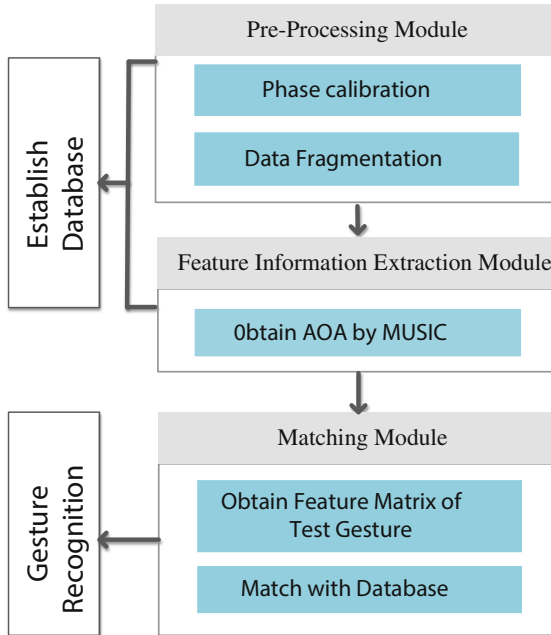 Pre-Processing Module
Phase calibration
Data Fragmentation
Establish
Database
Feature Information Extraction Module
0btain AOA by MUSIC
Matching Module
Obtain Feature Matrix of
Test Gesture
Match with Database
Gesture
Recognition